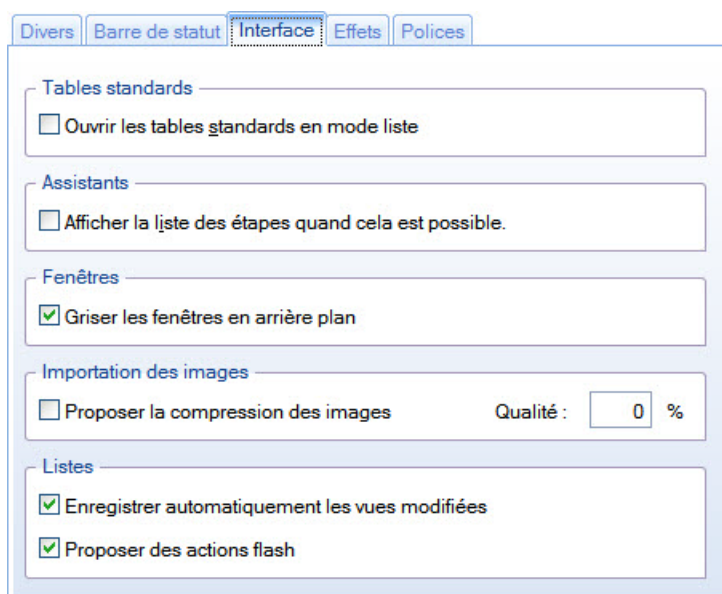 Divers Barre de statut Interface Effets Polices
Tables standards
Ouvrir les tables standards en mode liste
Assistants
Afficher la liste des étapes quand cela est possible.
Fenêtres
Griser les fenêtres en arrière plan
Importation des images
Proposer la compression des images Qualité : 0 %
Listes
Enregistrer automatiquement les vues modifiées
Proposer des actions flash